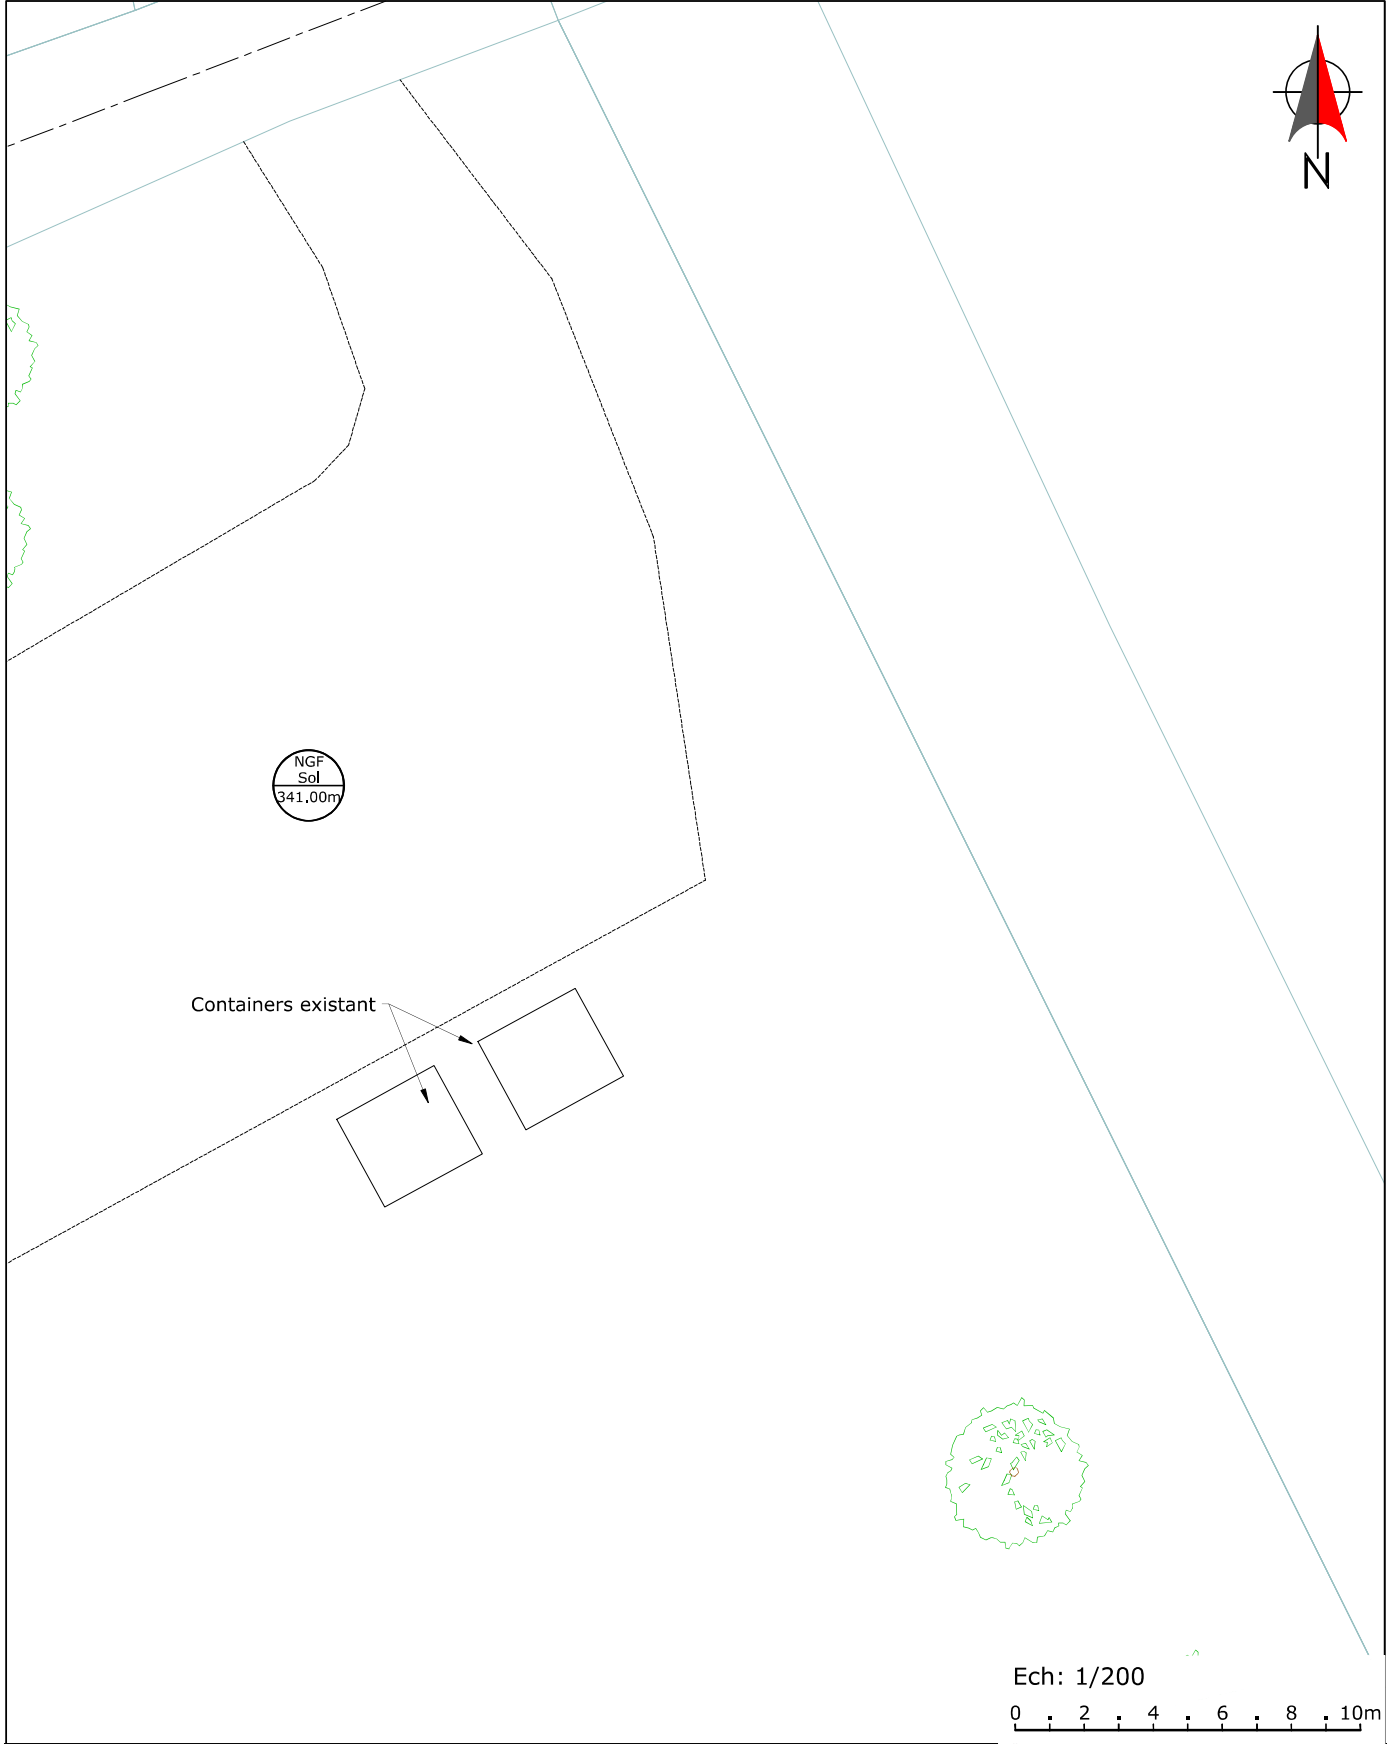 N
NGF
Sol
341.00m
Containers existant
Ech: 1/200
0 2 4 6 8 10m